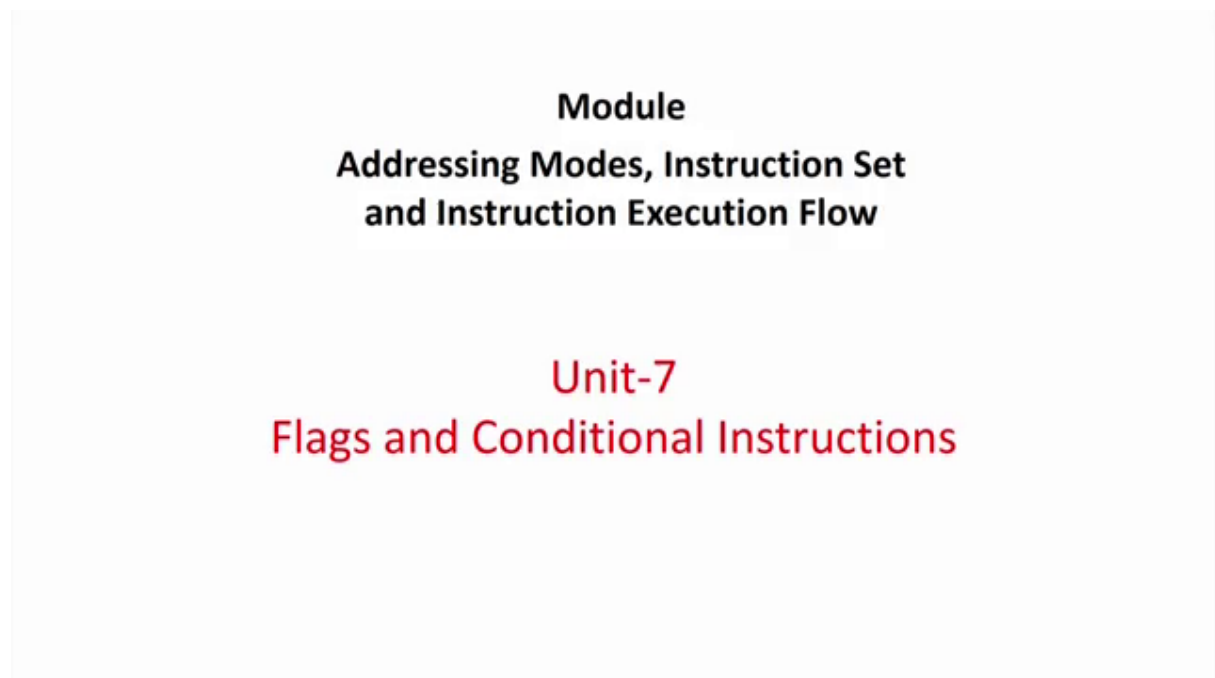 Module
Addressing Modes, Instruction Set
and Instruction Execution Flow
Unit-7
Flags and Conditional Instructions